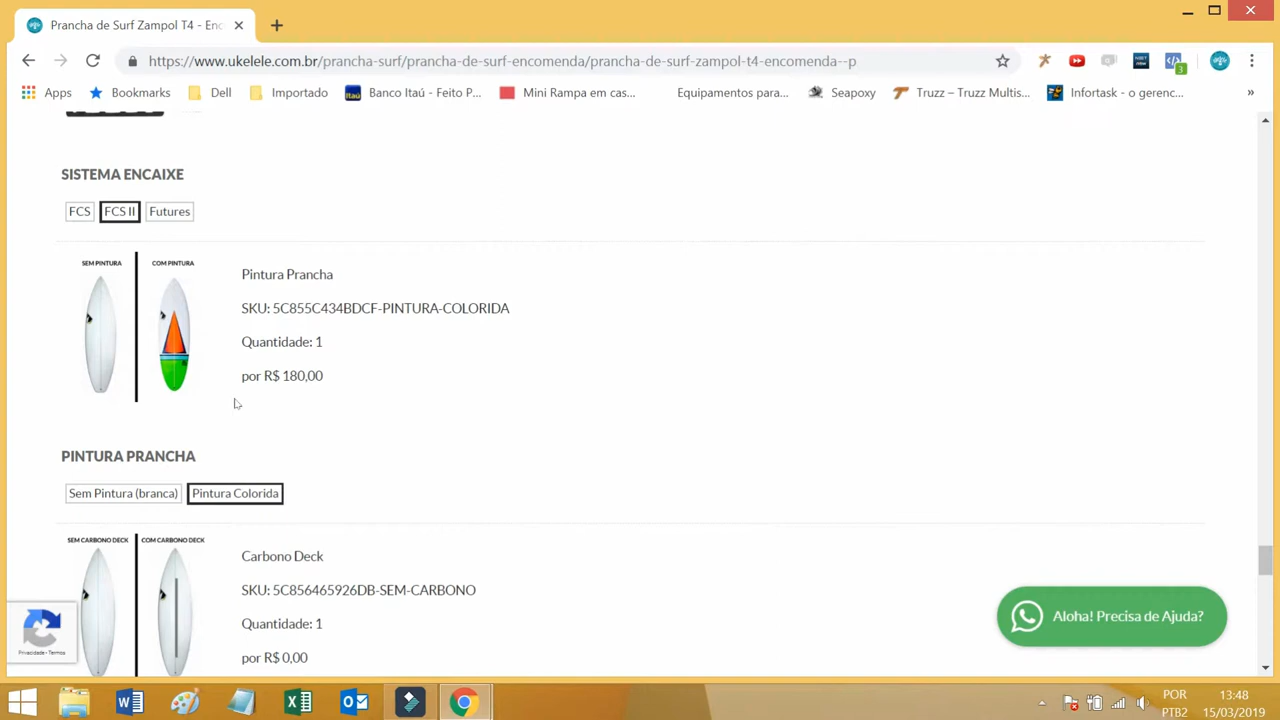 Prancha de Surf Zampol T4 - Enc
https://www.ukelele.com.br/prancha-surf/prancha-de-surf-encomenda/prancha-de-surf-zampol-t4-encomenda--p
3
Apps Bookmarks Dell Importado Banco Itaú - Feito P... Mini Rampa em cas... Equipamentos para... Seapoxy Truzz – Truzz Multis... Infortask - o gerenc... »
SISTEMA ENCAIXE
FCS FCS II Futures
SEM PINTURA COM PINTURA
Pintura Prancha
SKU: 5C855C434BDCF-PINTURA-COLORIDA
Quantidade: 1
por R$ 180,00
PINTURA PRANCHA
Sem Pintura (branca) Pintura Colorida
SEM CARBONO DECK COM CARBONO DECK
Carbono Deck
SKU: 5C856465926DB-SEM-CARBONO
Quantidade: 1
por R$ 0,00
Privacidade - Termos
Aloha! Precisa de Ajuda?
POR 13:48
PTB2 15/03/2019